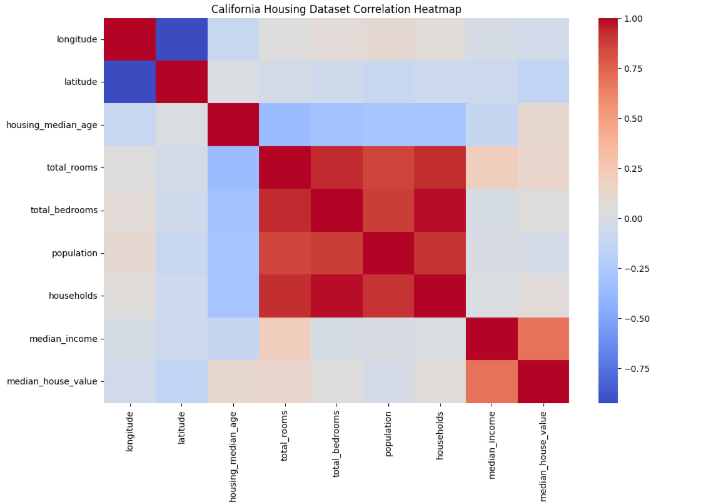 California Housing Dataset Correlation Heatmap
longitude
latitude
housing_median_age
total_rooms
total_bedrooms
population
households
median_income
median_house_value
longitude
latitude
housing_median_age
total_rooms
total_bedrooms
population
households
median_income
median_house_value
1.00
0.75
0.50
0.25
0.00
−0.25
−0.50
−0.75